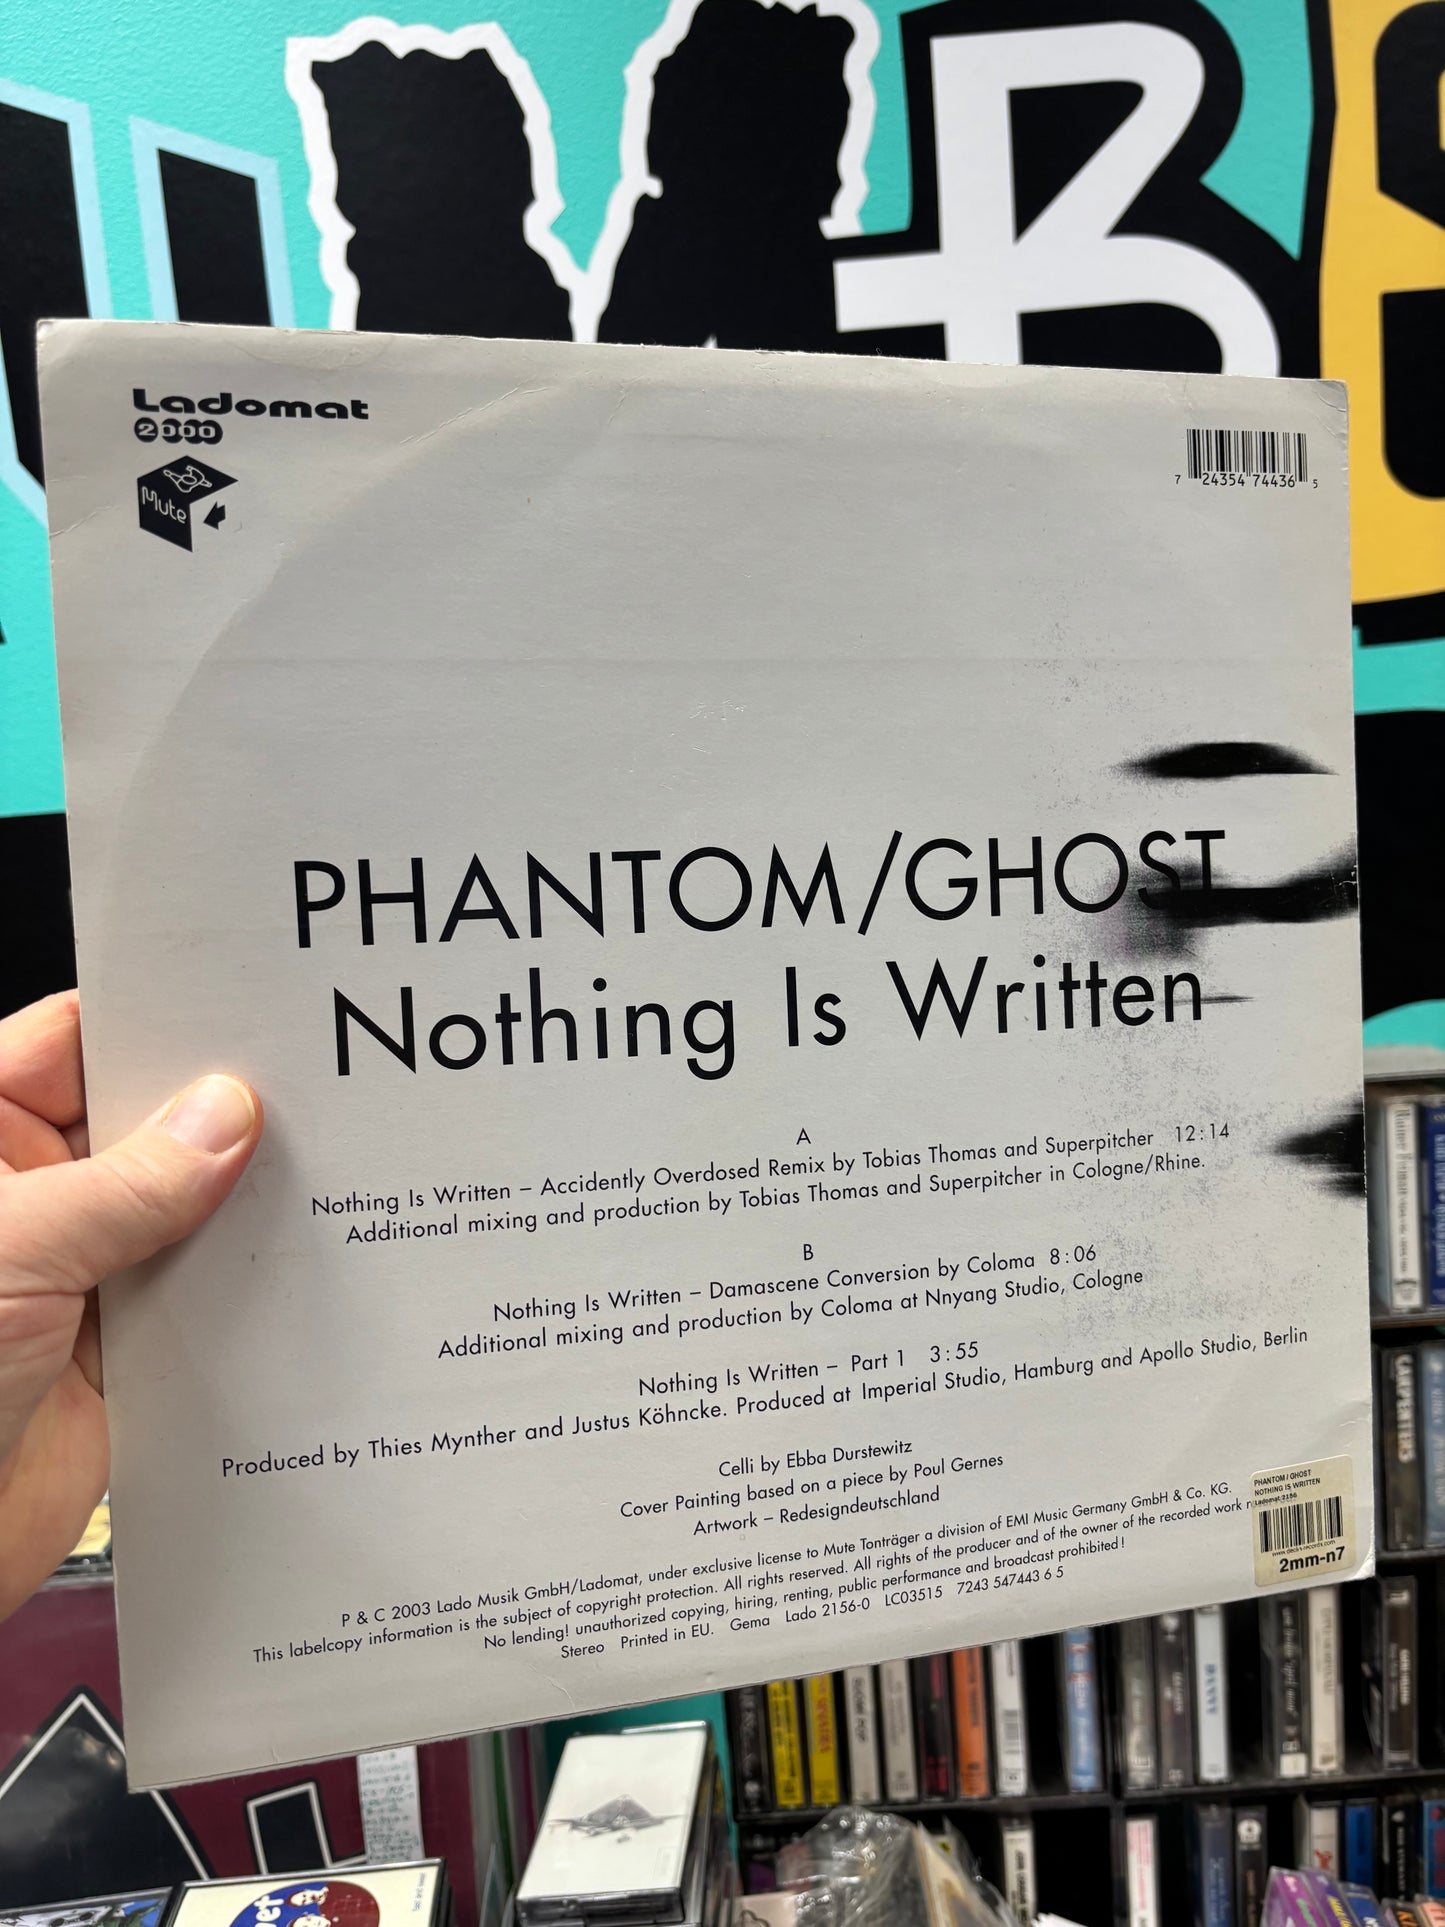 Ladomat
2000
Mute
7 24354 74436 5
PHANTOM/GHOST
Nothing Is Written
A
Nothing Is Written – Accidently Overdosed Remix by Tobias Thomas and Superpitcher 12:14
Additional mixing and production by Tobias Thomas and Superpitcher in Cologne/Rhine.
B
Nothing Is Written – Damascene Conversion by Coloma 8:06
Additional mixing and production by Coloma at Nnyang Studio, Cologne
Nothing Is Written – Part 1 3:55
Produced by Thies Mynther and Justus Köhncke. Produced at Imperial Studio, Hamburg and Apollo Studio, Berlin
Celli by Ebba Durstewitz
Cover Painting based on a piece by Poul Gernes
Artwork – Redesigndeutschland
P & C 2003 Lado Musik GmbH/Ladomat, under exclusive license to Mute Tonträger a division of EMI Music Germany GmbH & Co. KG.
This labelcopy information is the subject of copyright protection. All rights reserved. All rights of the producer and of the owner of the recorded work
No lending! unauthorized copying, hiring, renting, public performance and broadcast prohibited!
Stereo Printed in EU. Gema Lado 2156-0 LC03515 7243 547443 6 5
PHANTOM / GHOST
NOTHING IS WRITTEN
Ladomat 2156
2mm-n7
CARPENTERS